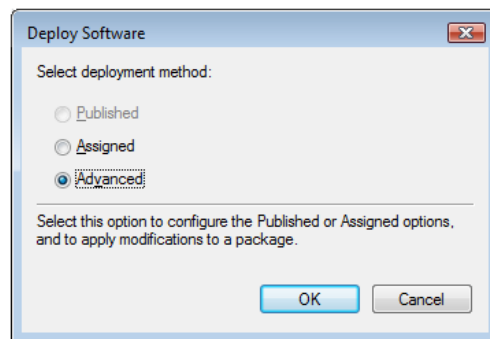 Deploy Software
Select deployment method:
Published
Assigned
Advanced
Select this option to configure the Published or Assigned options,
and to apply modifications to a package.
OK Cancel